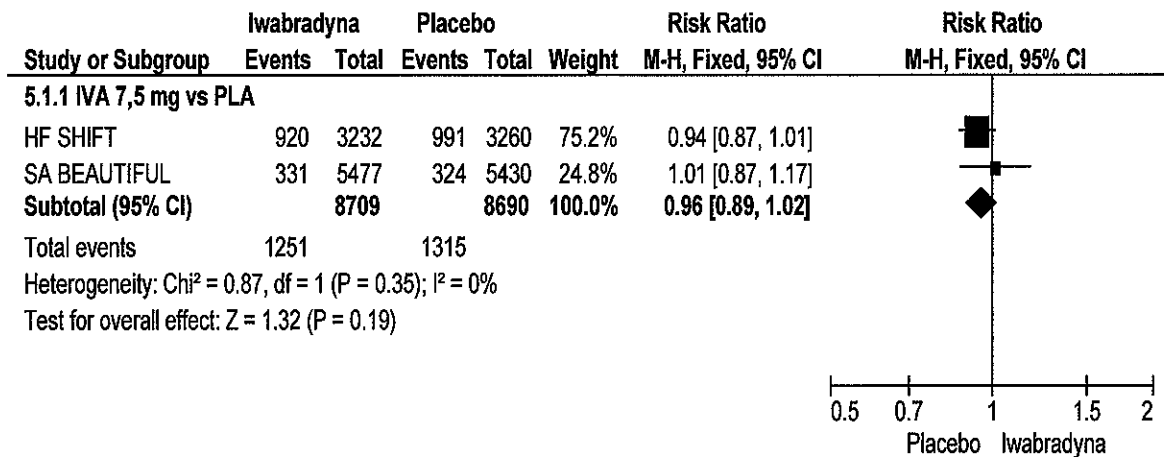 Iwabradyna Placebo Risk Ratio Risk Ratio
Study or Subgroup Events Total Events Total Weight M-H, Fixed, 95% CI M-H, Fixed, 95% CI
5.1.1 IVA 7,5 mg vs PLA
HF SHIFT 920 3232 991 3260 75.2% 0.94 [0.87, 1.01]
SA BEAUTIFUL 331 5477 324 5430 24.8% 1.01 [0.87, 1.17]
Subtotal (95% CI) 8709 8690 100.0% 0.96 [0.89, 1.02]
Total events 1251 1315
Heterogeneity: Chi² = 0.87, df = 1 (P = 0.35); I² = 0%
Test for overall effect: Z = 1.32 (P = 0.19)
0.5 0.7 1 1.5 2
Placebo Iwabradyna